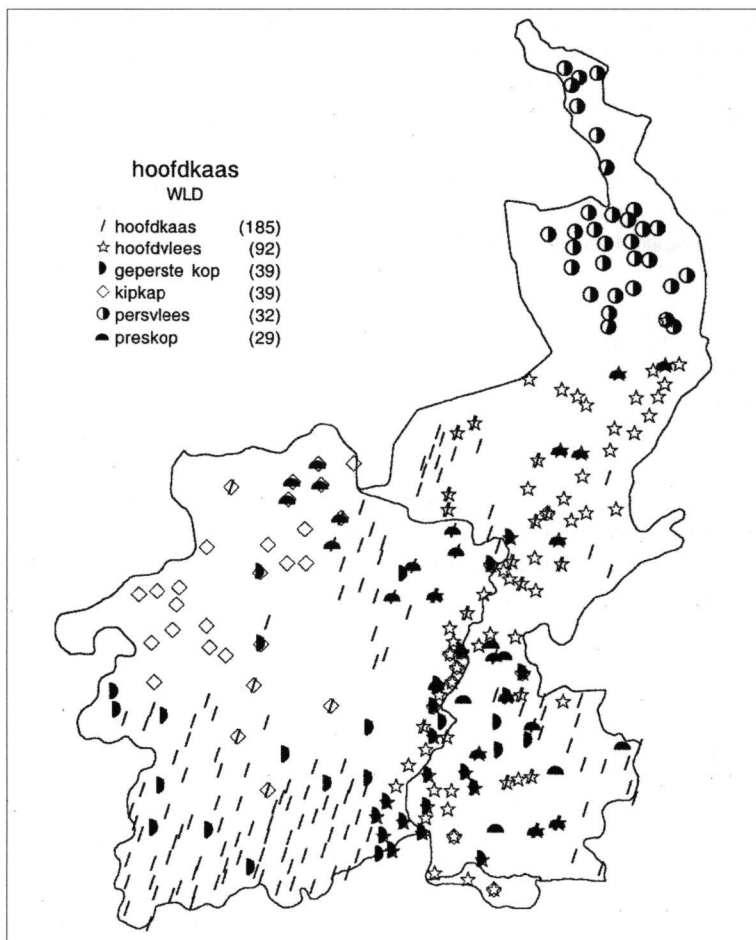 hoofdkaas
WLD
hoofdkaas (185)
hoofdvlees (92)
geperste kop (39)
kipkap (39)
persvlees (32)
preskop (29)